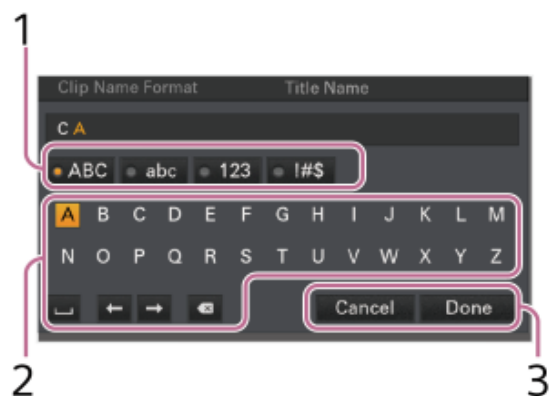 1
Clip Name Format Title Name
C A
ABC abc 123 !#$
A B C D E F G H I J K L M
N O P Q R S T U V W X Y Z
Cancel Done
2 3